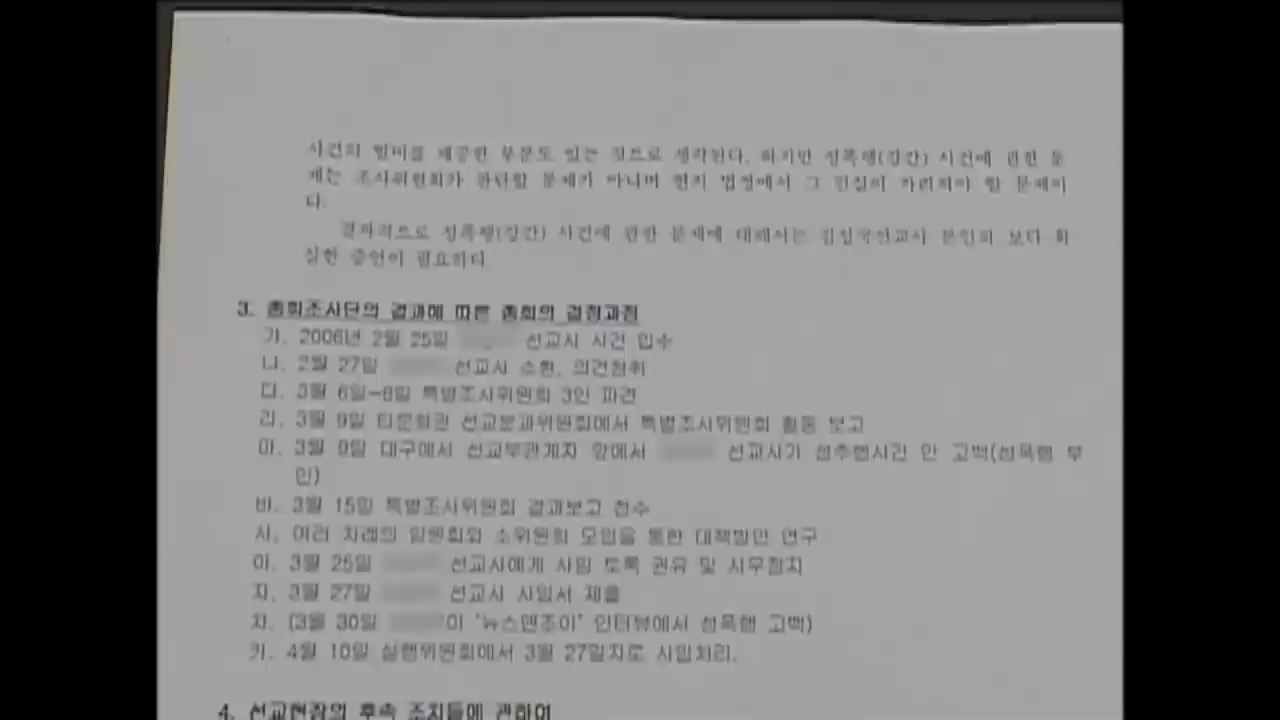 사건의 빌미를 제공한 부분도 있는 것으로 생각된다. 하지만 성폭행(강간) 사건에 관한 문
제는 조사위원회가 판단할 문제가 아니며 현지 법정에서 그 진실이 가려져야 할 문제이
다.
결과적으로 성폭행(강간) 사건에 관한 문제에 대해서는 본인의 보다 확
실한 증언이 필요하다
3. 총회조사단의 결과에 따른 총회의 결정과정
가. 2006년 2월 25일 선교사 사건 입수
나. 2월 27일 선교사 소환, 의견청취
다. 3월 6일-8일 특별조사위원회 3인 파견
라. 3월 9일 선교분과위원회에서 특별조사위원회 활동 보고
마. 3월 9일 대구에서 선교부관계자 앞에서 선교사가 성추행시간 만 고백(성폭행 부
인)
바. 3월 15일 특별조사위원회 결과보고 접수
사. 여러 차례의 임원회와 소위원회 모임을 통한 대책방안 연구
아. 3월 25일 선교사에게 사임 토록 권유 및 시무정지
자. 3월 27일 선교사 사임서 제출
차. (3월 30일 이 "뉴스앤조이" 인터뷰에서 성폭행 고백)
카. 4월 10일 실행위원회에서 3월 27일자로 사임처리.
4. 선교현장의 후속 조치들에 관하여